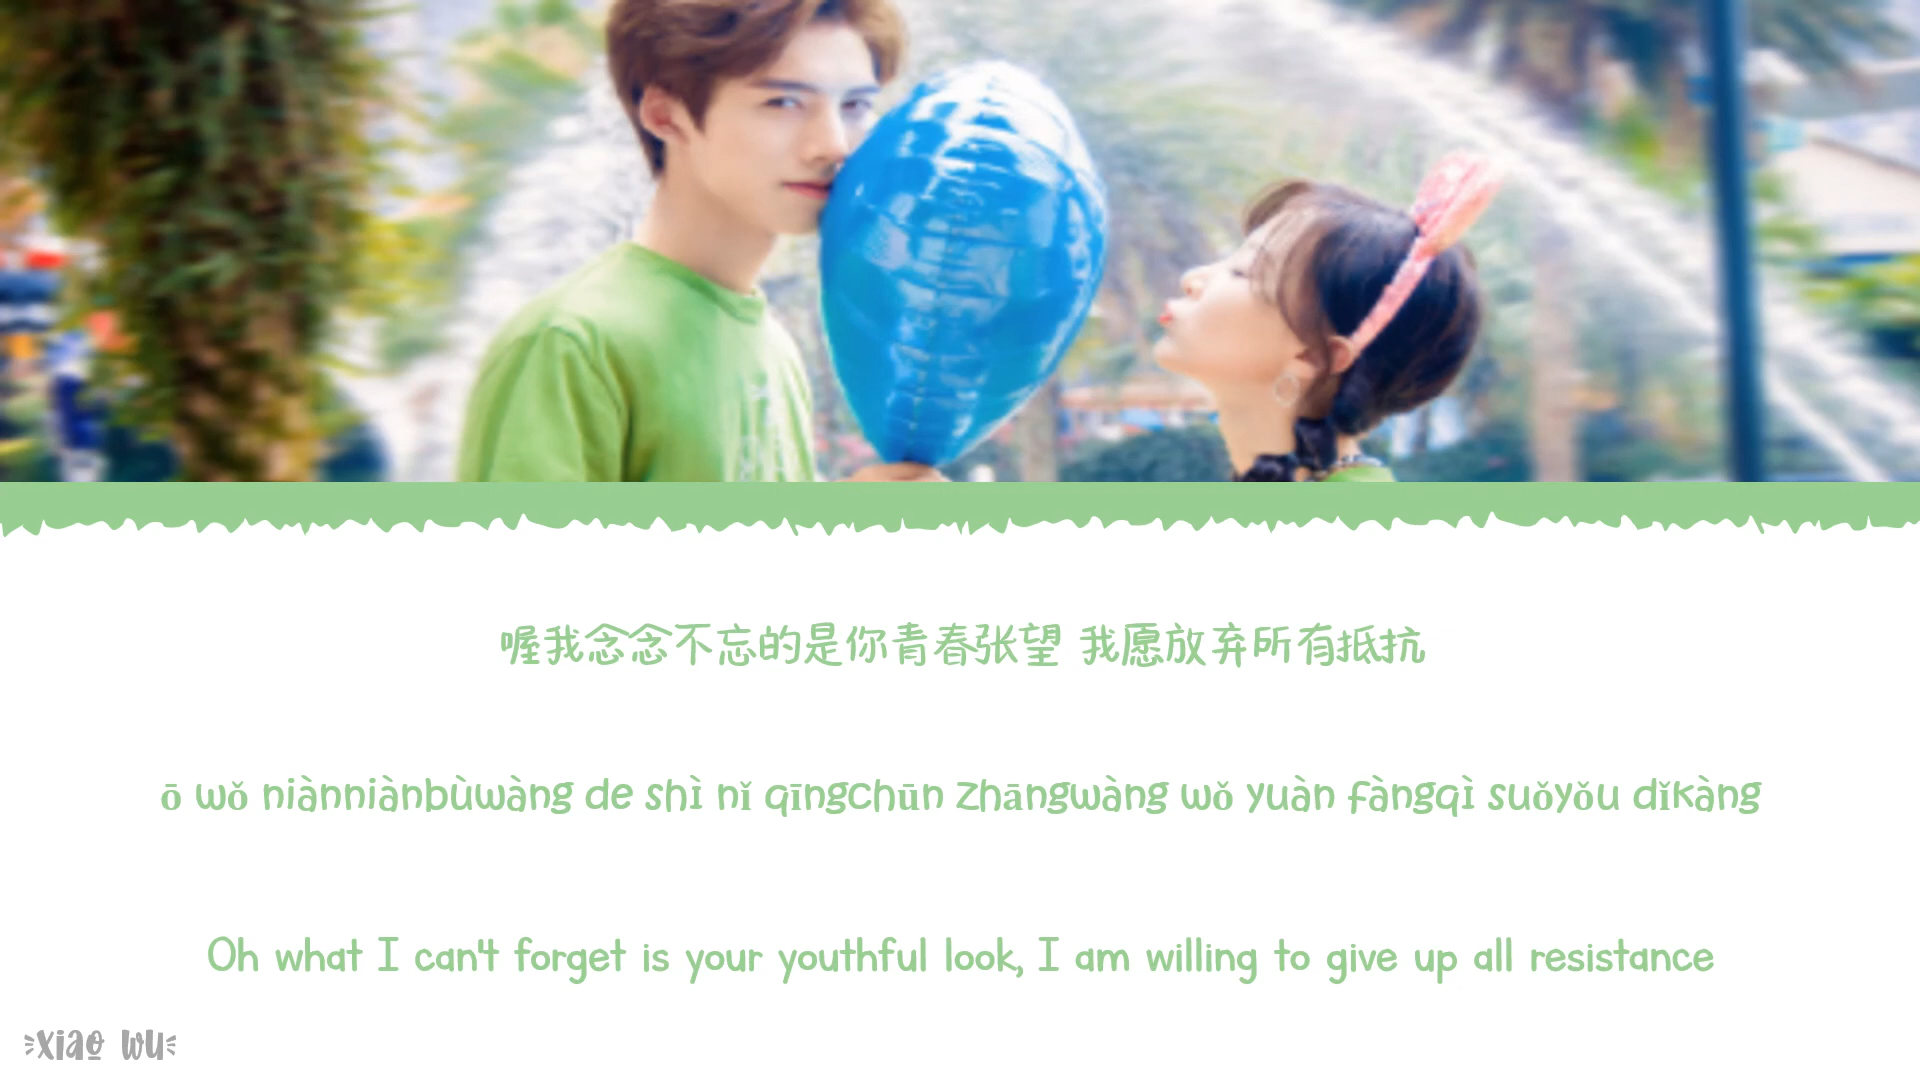 喔我念念不忘的是你青春张望 我愿放弃所有抵抗
ō wǒ niànniànbùwàng de shì nǐ qīngchūn zhāngwàng wǒ yuàn fàngqì suǒyǒu dǐkàng
Oh what I can't forget is your youthful look, I am willing to give up all resistance
xiao wu